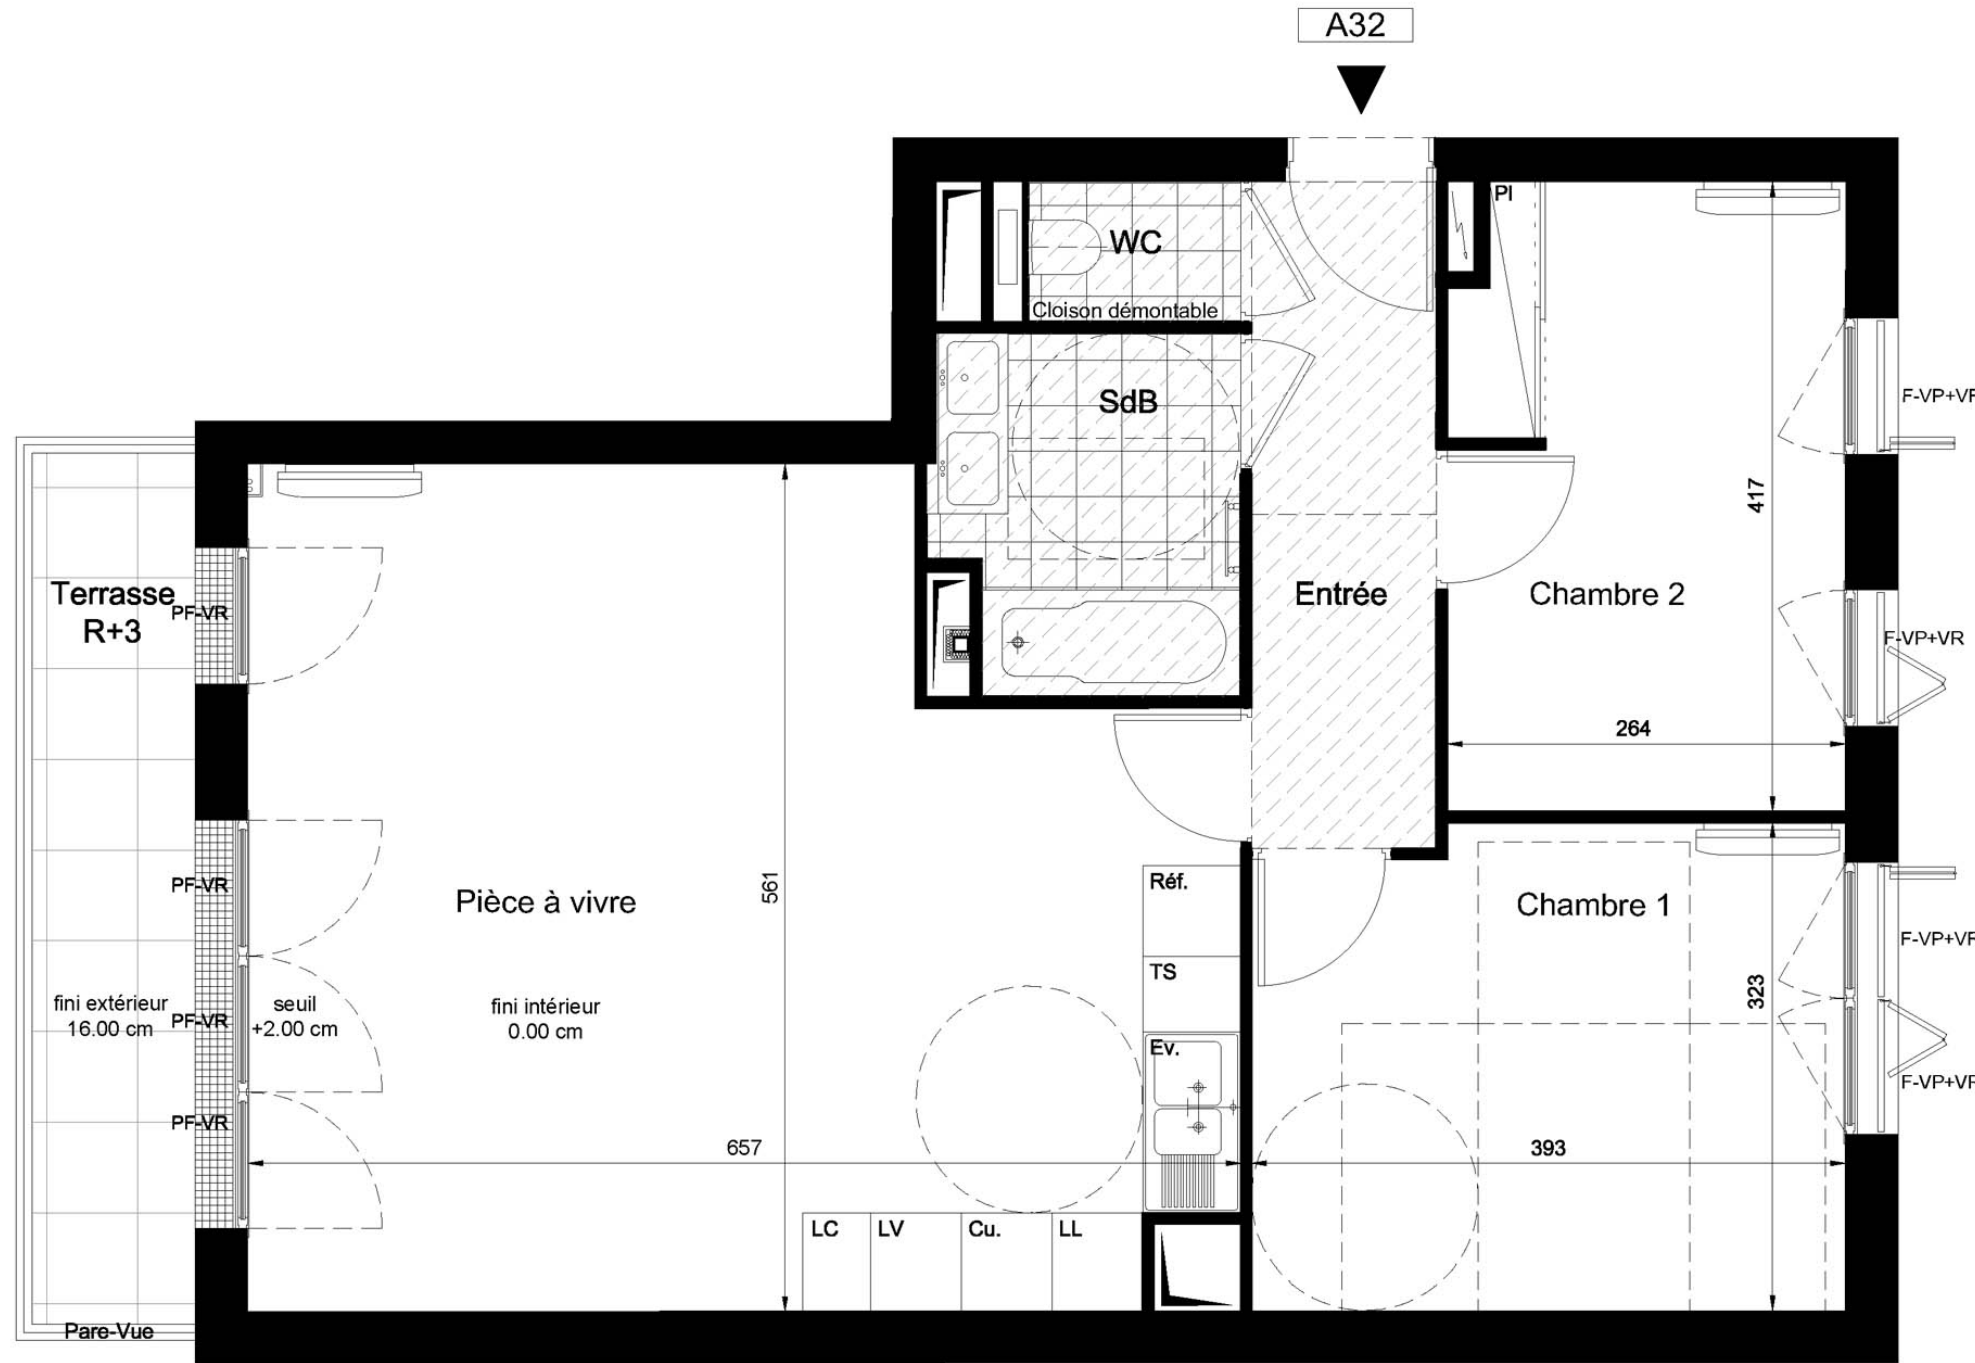 A32
WC
Cloison démontable
Pl
SdB
F-VP+VR
417
Terrasse
R+3
PF-VR
Entrée
Chambre 2
F-VP+VR
264
Pièce à vivre
561
PF-VR
Réf.
Chambre 1
F-VP+VR
TS
323
fini extérieur
16.00 cm
PF-VR
seuil
+2.00 cm
fini intérieur
0.00 cm
Ev.
F-VP+VR
PF-VR
657
393
LC
LV
Cu.
LL
Pare-Vue